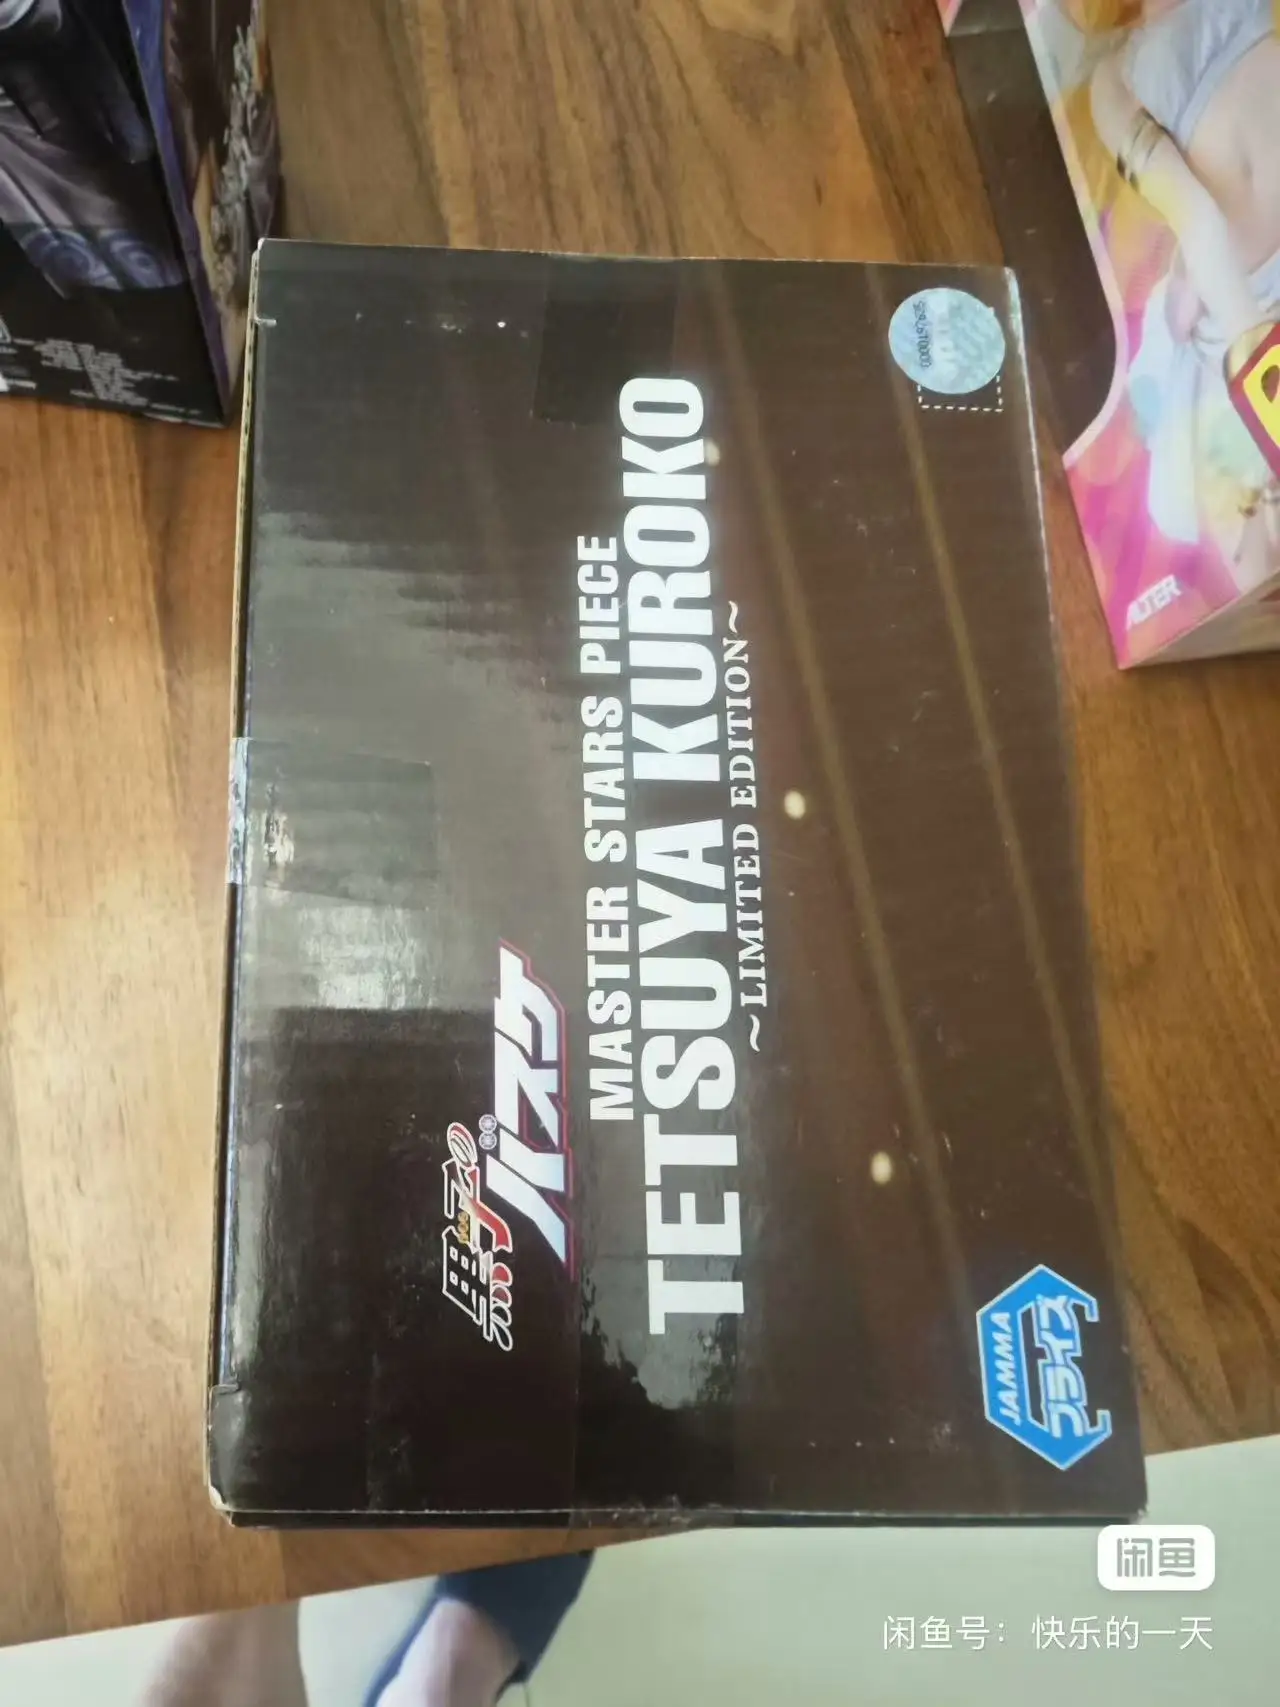 黒子の
バスケ
MASTER STARS PIECE
TETSUYA KUROKO
～LIMITED EDITION～
JAMMA
プライズ
ALTER
闲鱼
闲鱼号：快乐的一天